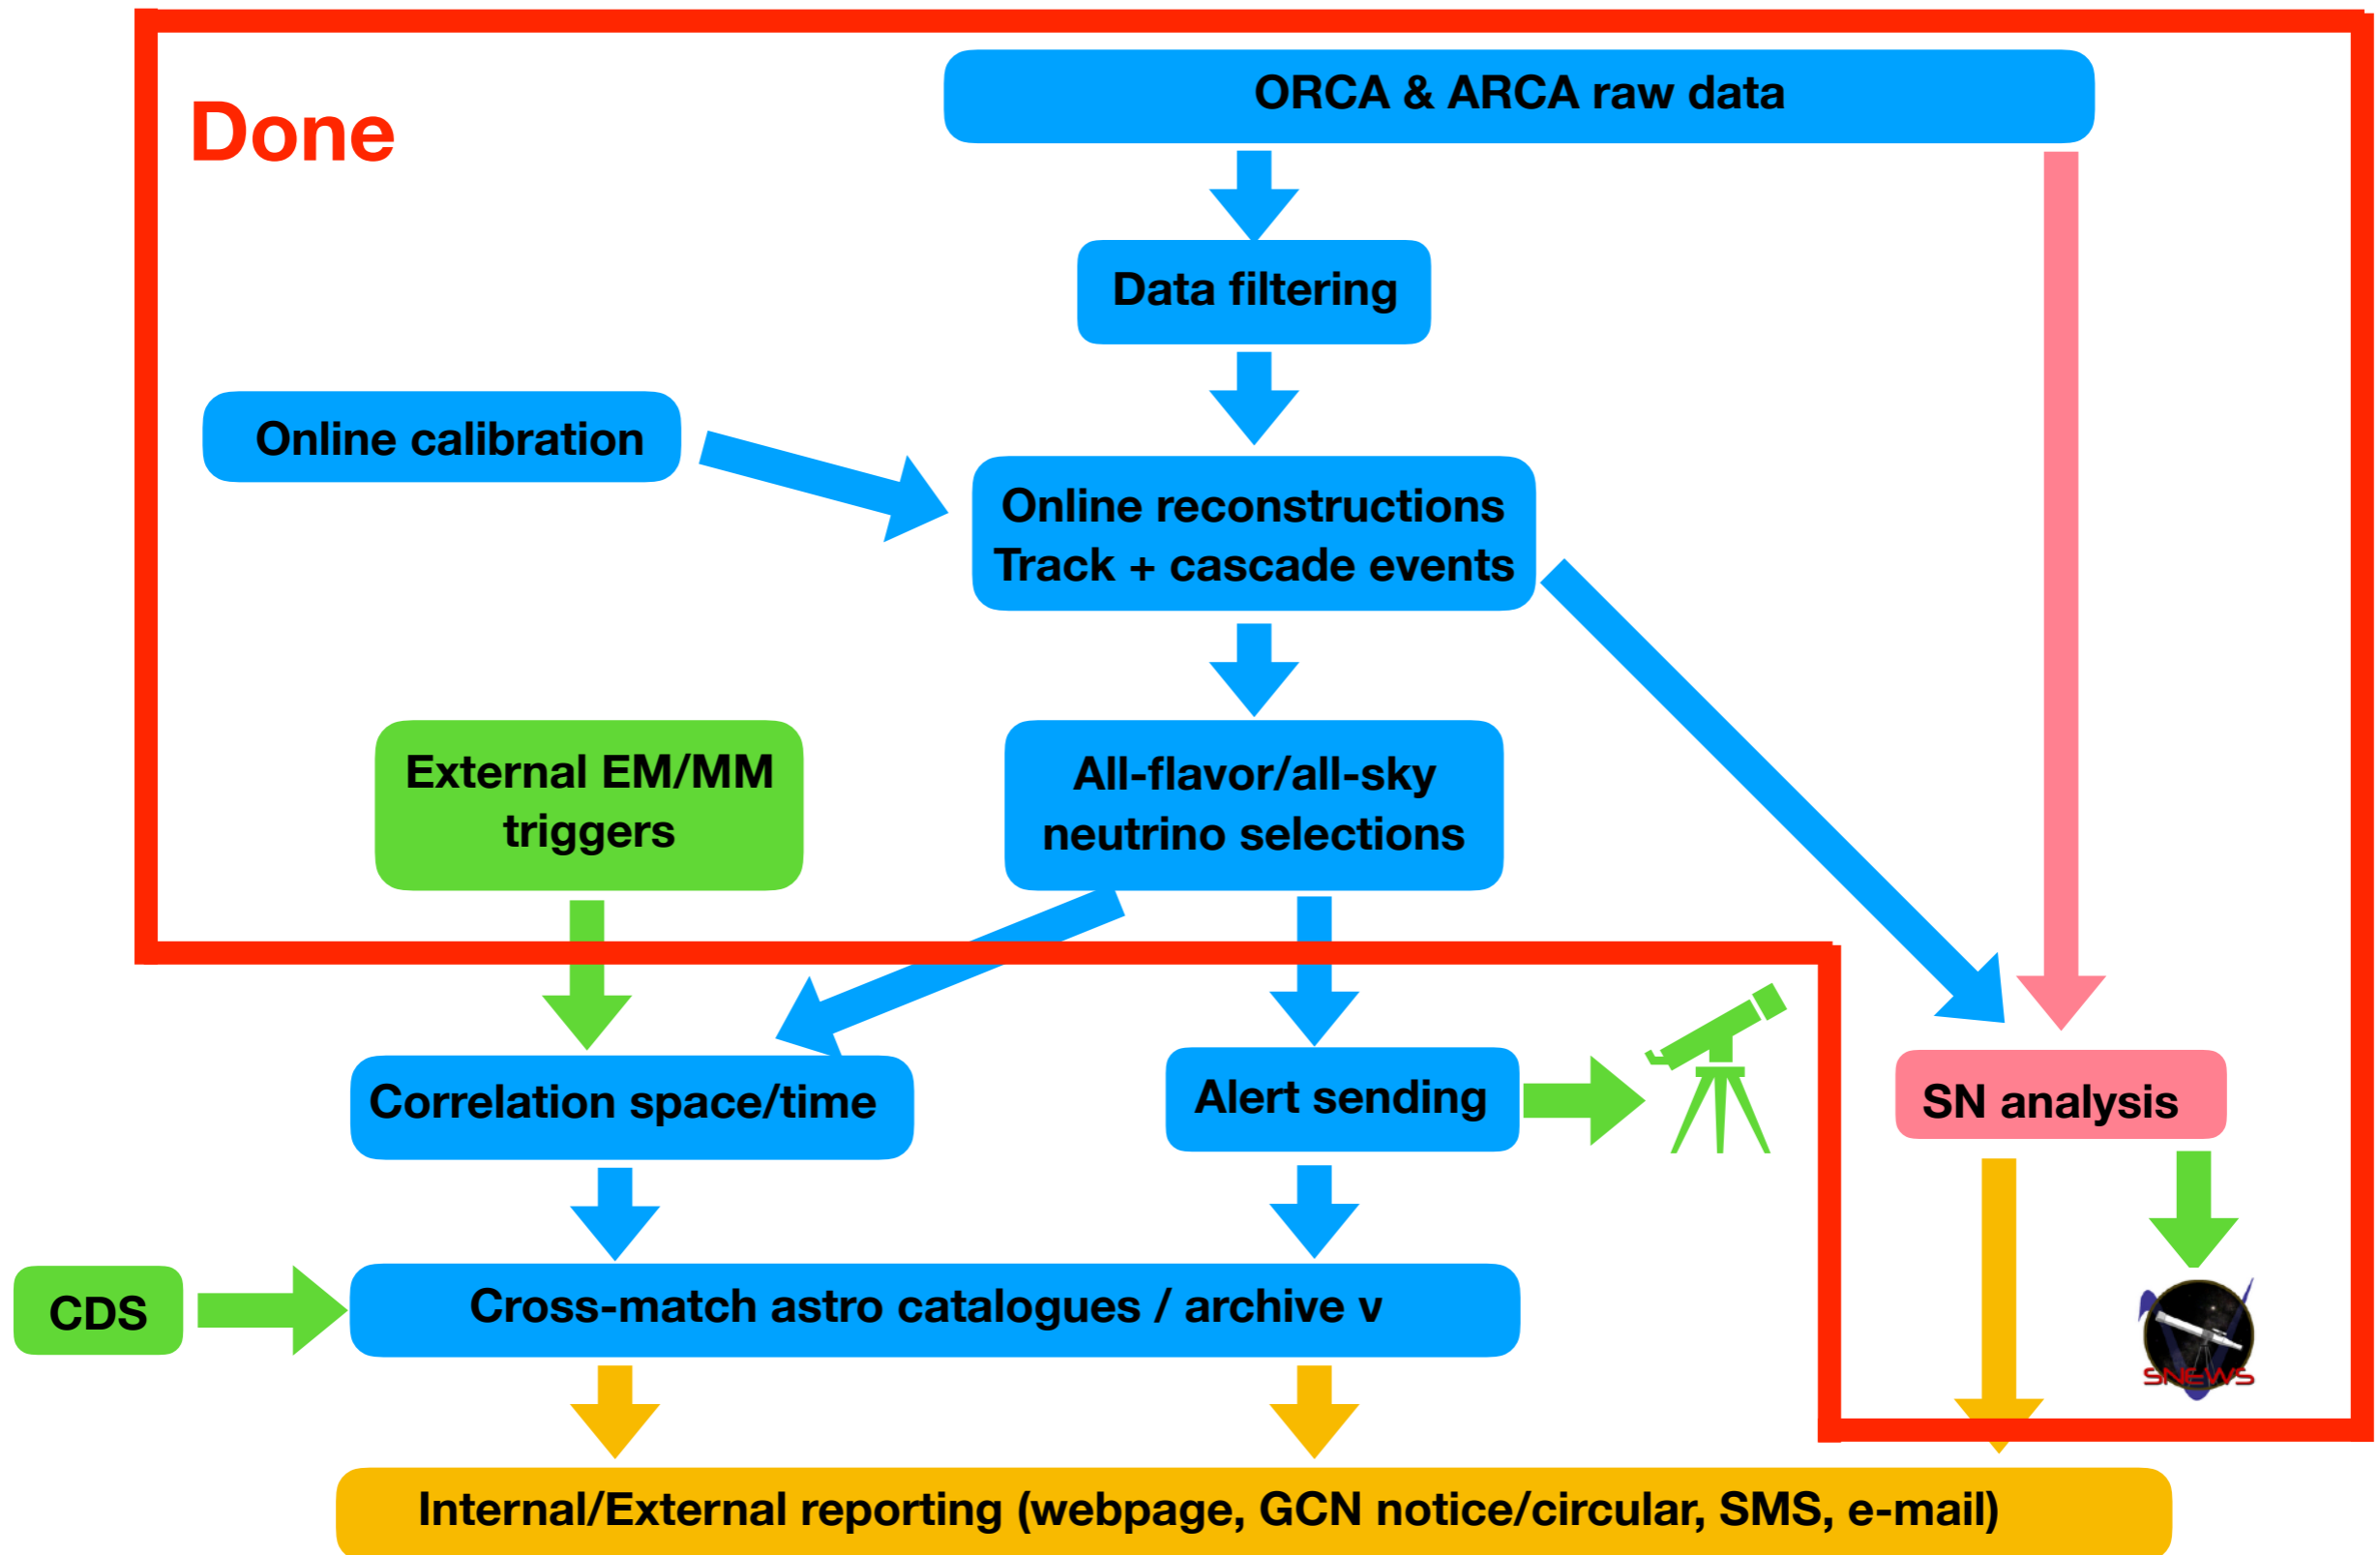 Done
ORCA & ARCA raw data
Data filtering
Online calibration
Online reconstructions
Track + cascade events
External EM/MM
triggers
All-flavor/all-sky
neutrino selections
Correlation space/time
Alert sending
SN analysis
CDS
Cross-match astro catalogues / archive ν
SNEWS
Internal/External reporting (webpage, GCN notice/circular, SMS, e-mail)